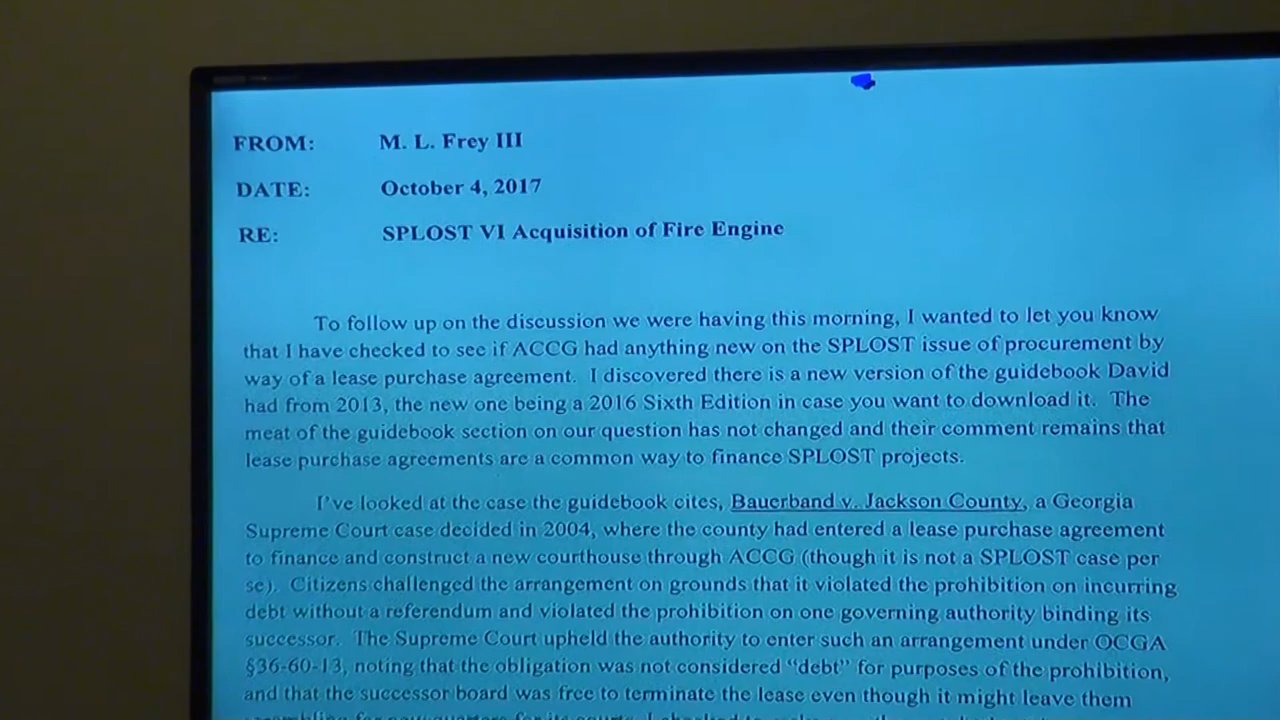 FROM: M. L. Frey III
DATE: October 4, 2017
RE: SPLOST VI Acquisition of Fire Engine
To follow up on the discussion we were having this morning, I wanted to let you know
that I have checked to see if ACCG had anything new on the SPLOST issue of procurement by
way of a lease purchase agreement. I discovered there is a new version of the guidebook David
had from 2013, the new one being a 2016 Sixth Edition in case you want to download it. The
meat of the guidebook section on our question has not changed and their comment remains that
lease purchase agreements are a common way to finance SPLOST projects.
I've looked at the case the guidebook cites, Bauerband v. Jackson County, a Georgia
Supreme Court case decided in 2004, where the county had entered a lease purchase agreement
to finance and construct a new courthouse through ACCG (though it is not a SPLOST case per
se). Citizens challenged the arrangement on grounds that it violated the prohibition on incurring
debt without a referendum and violated the prohibition on one governing authority binding its
successor. The Supreme Court upheld the authority to enter such an arrangement under OCGA
§36-60-13, noting that the obligation was not considered “debt” for purposes of the prohibition,
and that the successor board was free to terminate the lease even though it might leave them